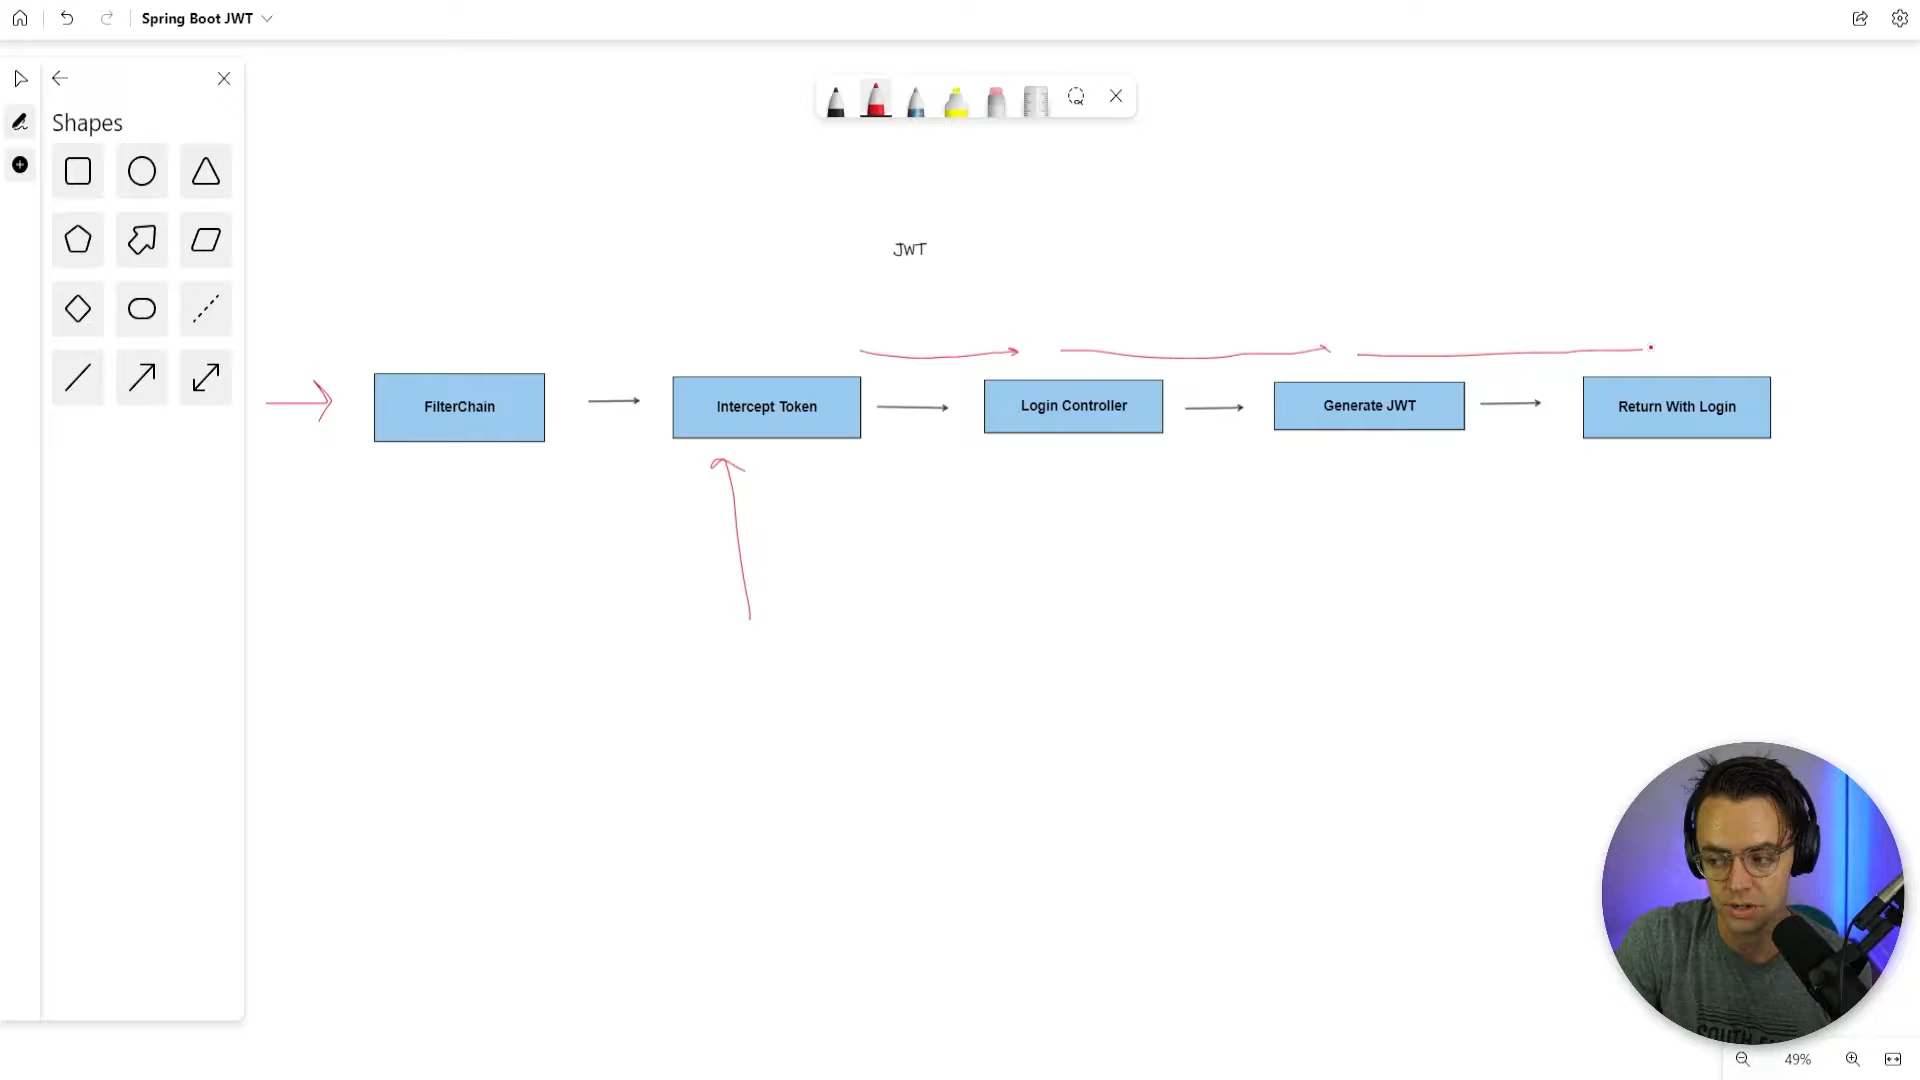 Spring Boot JWT
Shapes
JWT
FilterChain
Intercept Token
Login Controller
Generate JWT
Return With Login
49%